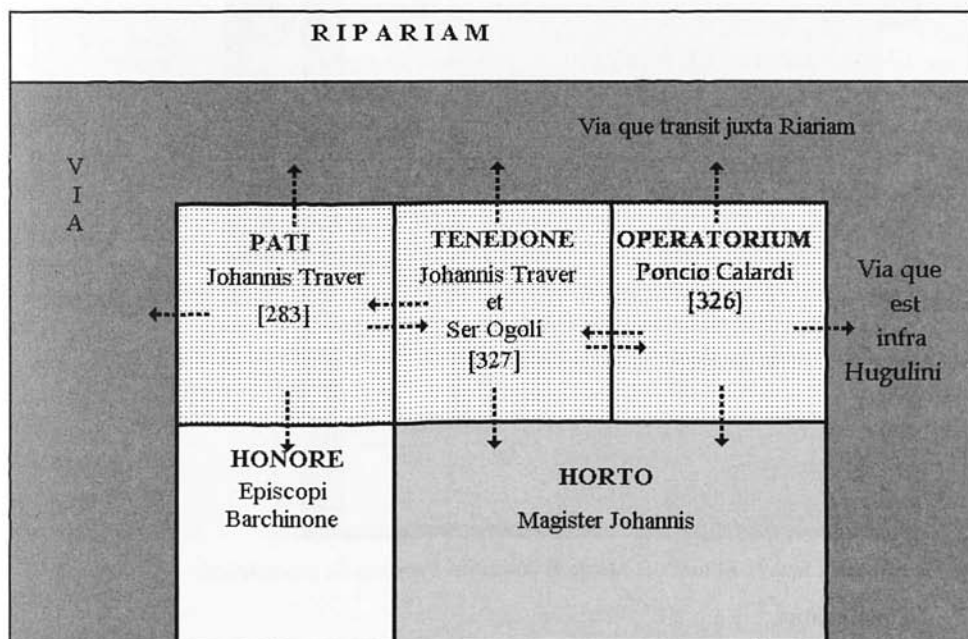 RIPARIAM
Via que transit juxta Riariam
V
I
A
PATI
Johannis Traver
[283]
TENEDONE
Johannis Traver
et
Ser Ogoli
[327]
OPERATORIUM
Poncio Calardi
[326]
Via que
est
infra
Hugulini
HONORE
Episcopi
Barchinone
HORTO
Magister Johannis